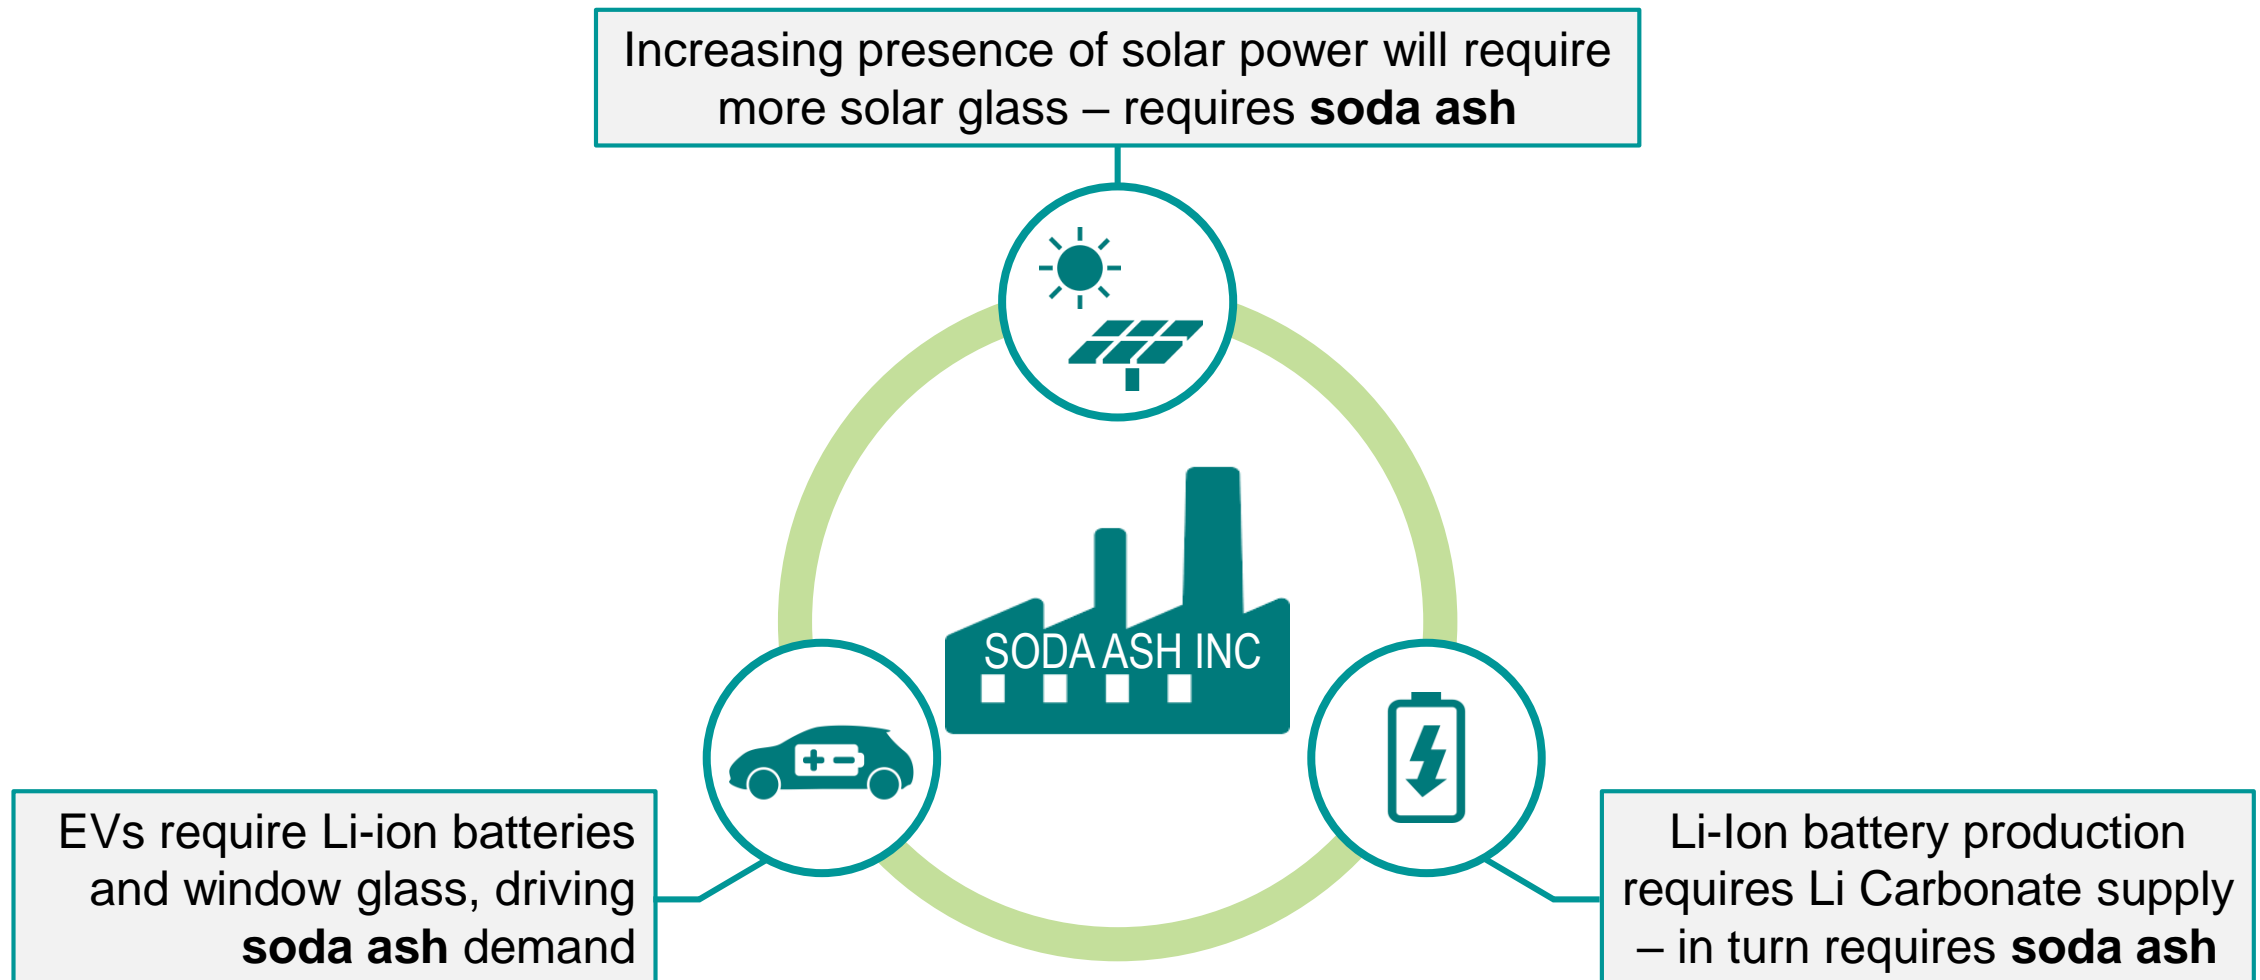 Increasing presence of solar power will require
more solar glass – requires soda ash
SODA ASH INC
EVs require Li-ion batteries
and window glass, driving
soda ash demand
Li-Ion battery production
requires Li Carbonate supply
– in turn requires soda ash